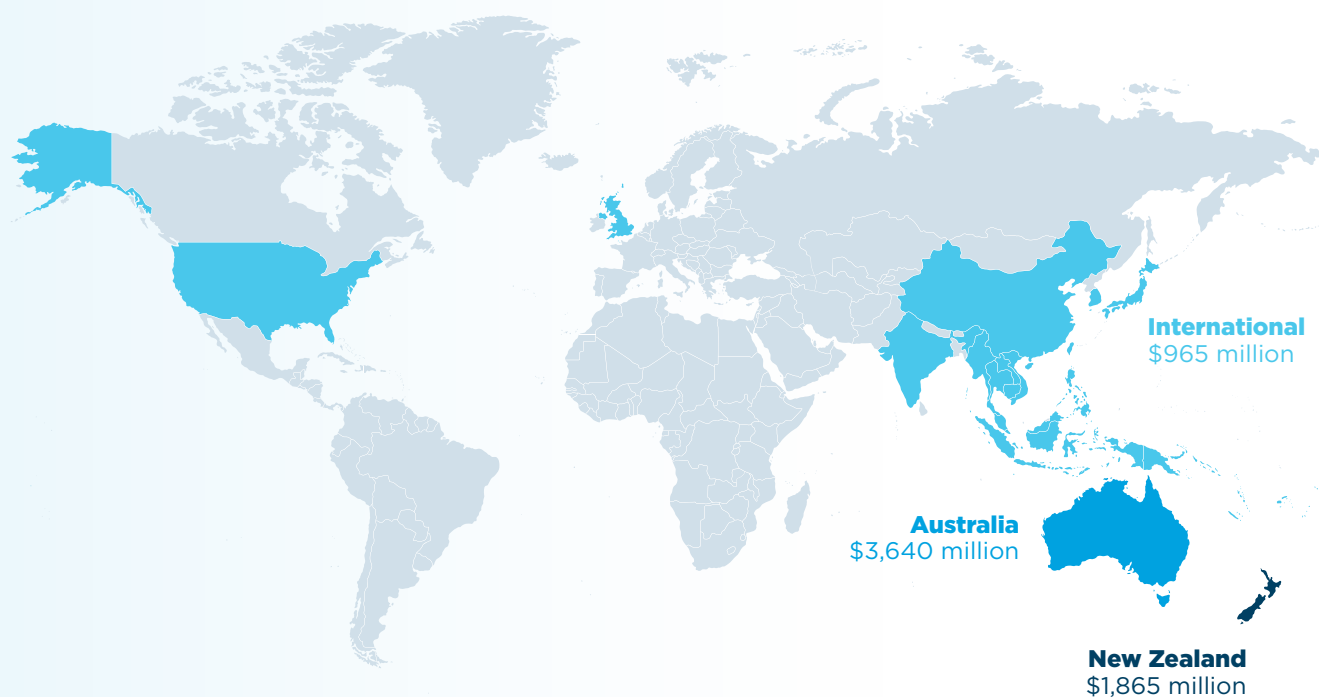 International
$965 million
Australia
$3,640 million
New Zealand
$1,865 million